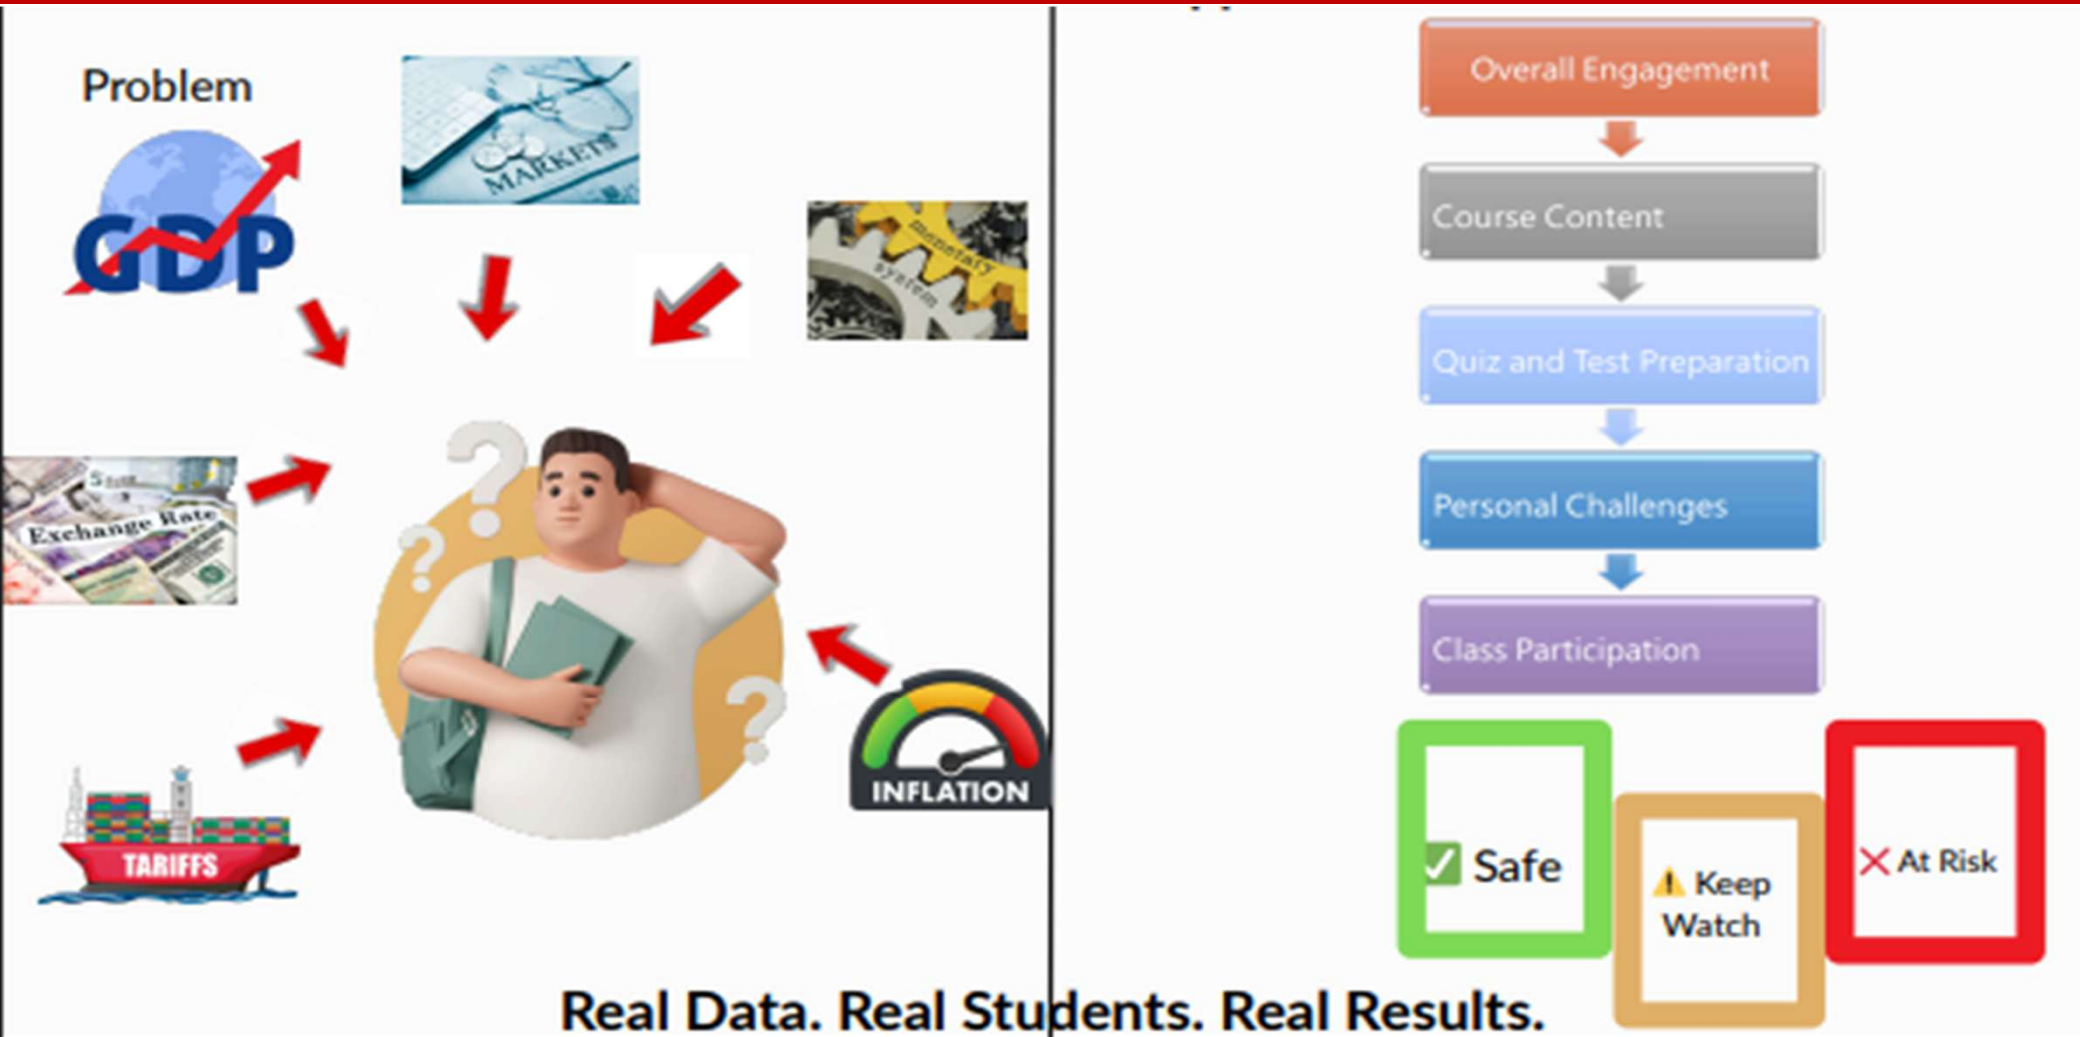 Problem
GDP
MARKETS
monetary
system
Exchange Rate
INFLATION
TARIFFS
Overall Engagement
Course Content
Quiz and Test Preparation
Personal Challenges
Class Participation
Safe
Keep
Watch
At Risk
Real Data. Real Students. Real Results.